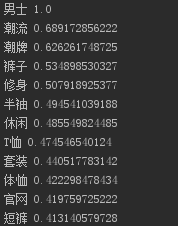 男士 1.0
潮流 0.689172856222
潮牌 0.626261748725
裤子 0.534898530327
修身 0.507918925377
半袖 0.494541039188
休闲 0.485549824485
T恤 0.474546540124
套装 0.440517783142
体恤 0.422298478434
官网 0.419759725222
短裤 0.413140579728